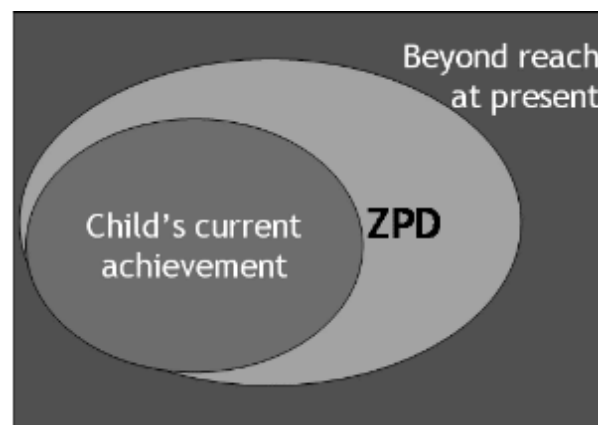 Beyond reach
at present
Child's current
achievement
ZPD